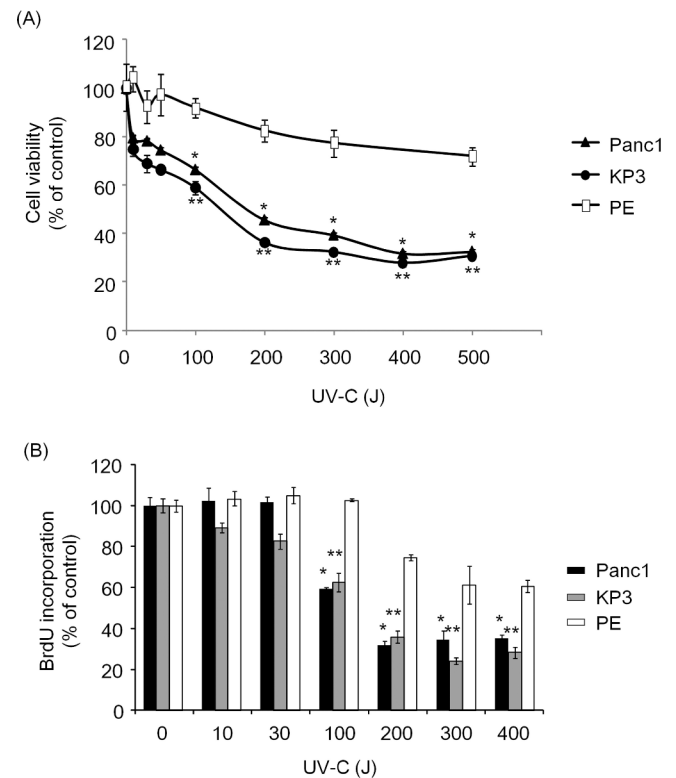 (A)
120
100
80
60
40
20
0
Cell viability
(% of control)
*
*
*
*
*
**
**
**
**
**
0 100 200 300 400 500
UV-C (J)
Panc1
KP3
PE
(B)
120
100
80
60
40
20
0
BrdU incorporation
(% of control)
* **
* **
* **
* **
0 10 30 100 200 300 400
UV-C (J)
Panc1
KP3
PE